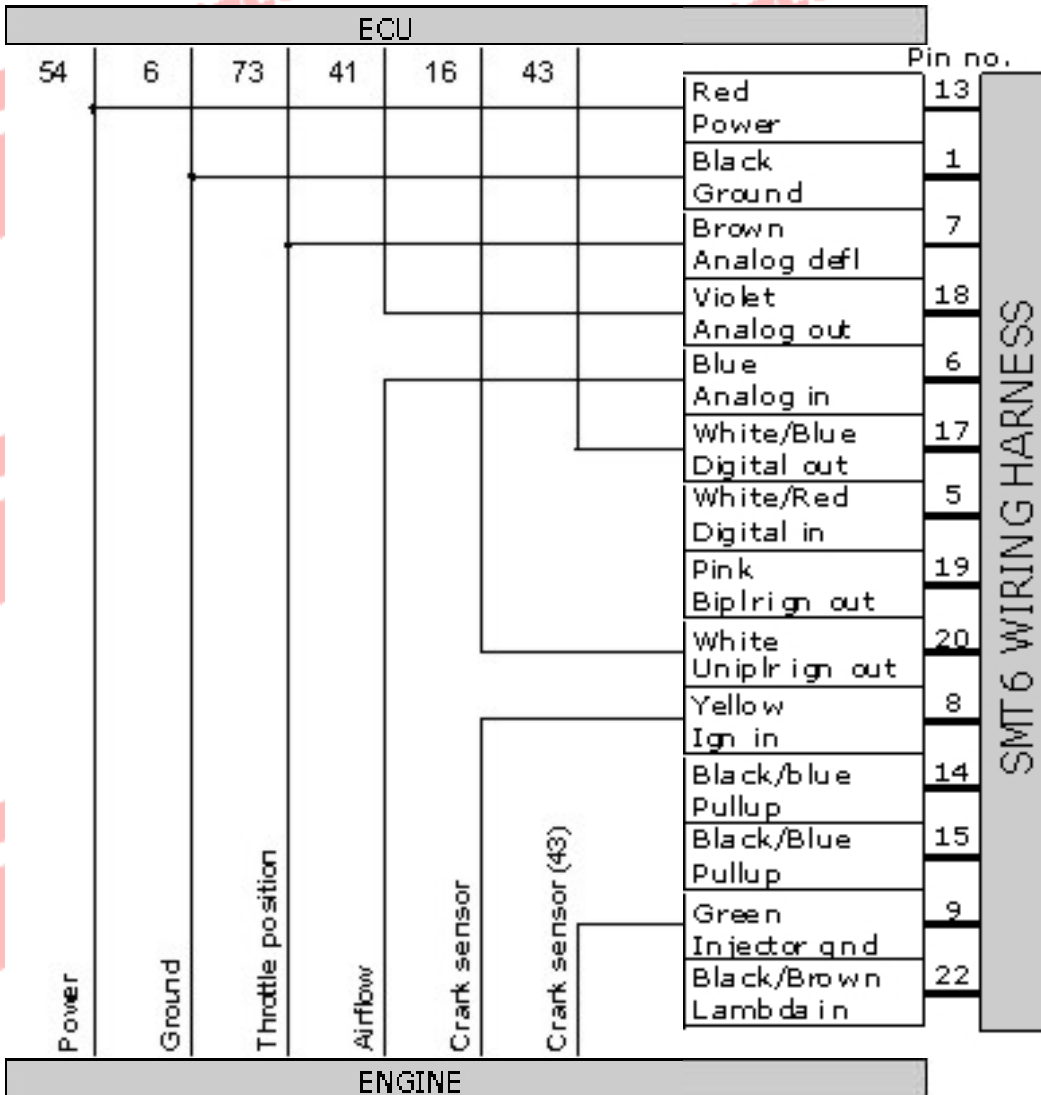 ECU
54 6 73 41 16 43
Pin no.
Red 13
Power
Black 1
Ground
Brown 7
Analog defl
Violet 18
Analog out
Blue 6
Analog in
White/Blue 17
Digital out
White/Red 5
Digital in
Pink 19
Biplrign out
White 20
Uniplrign out
Yellow 8
Ign in
Black/blue 14
Pullup
Black/Blue 15
Pullup
Green 9
Injector gnd
Black/Brown 22
Lambda in
SMT6 WIRING HARNESS
Power
Ground
Throttle position
Airflow
Crark sensor
Crark sensor (43)
ENGINE